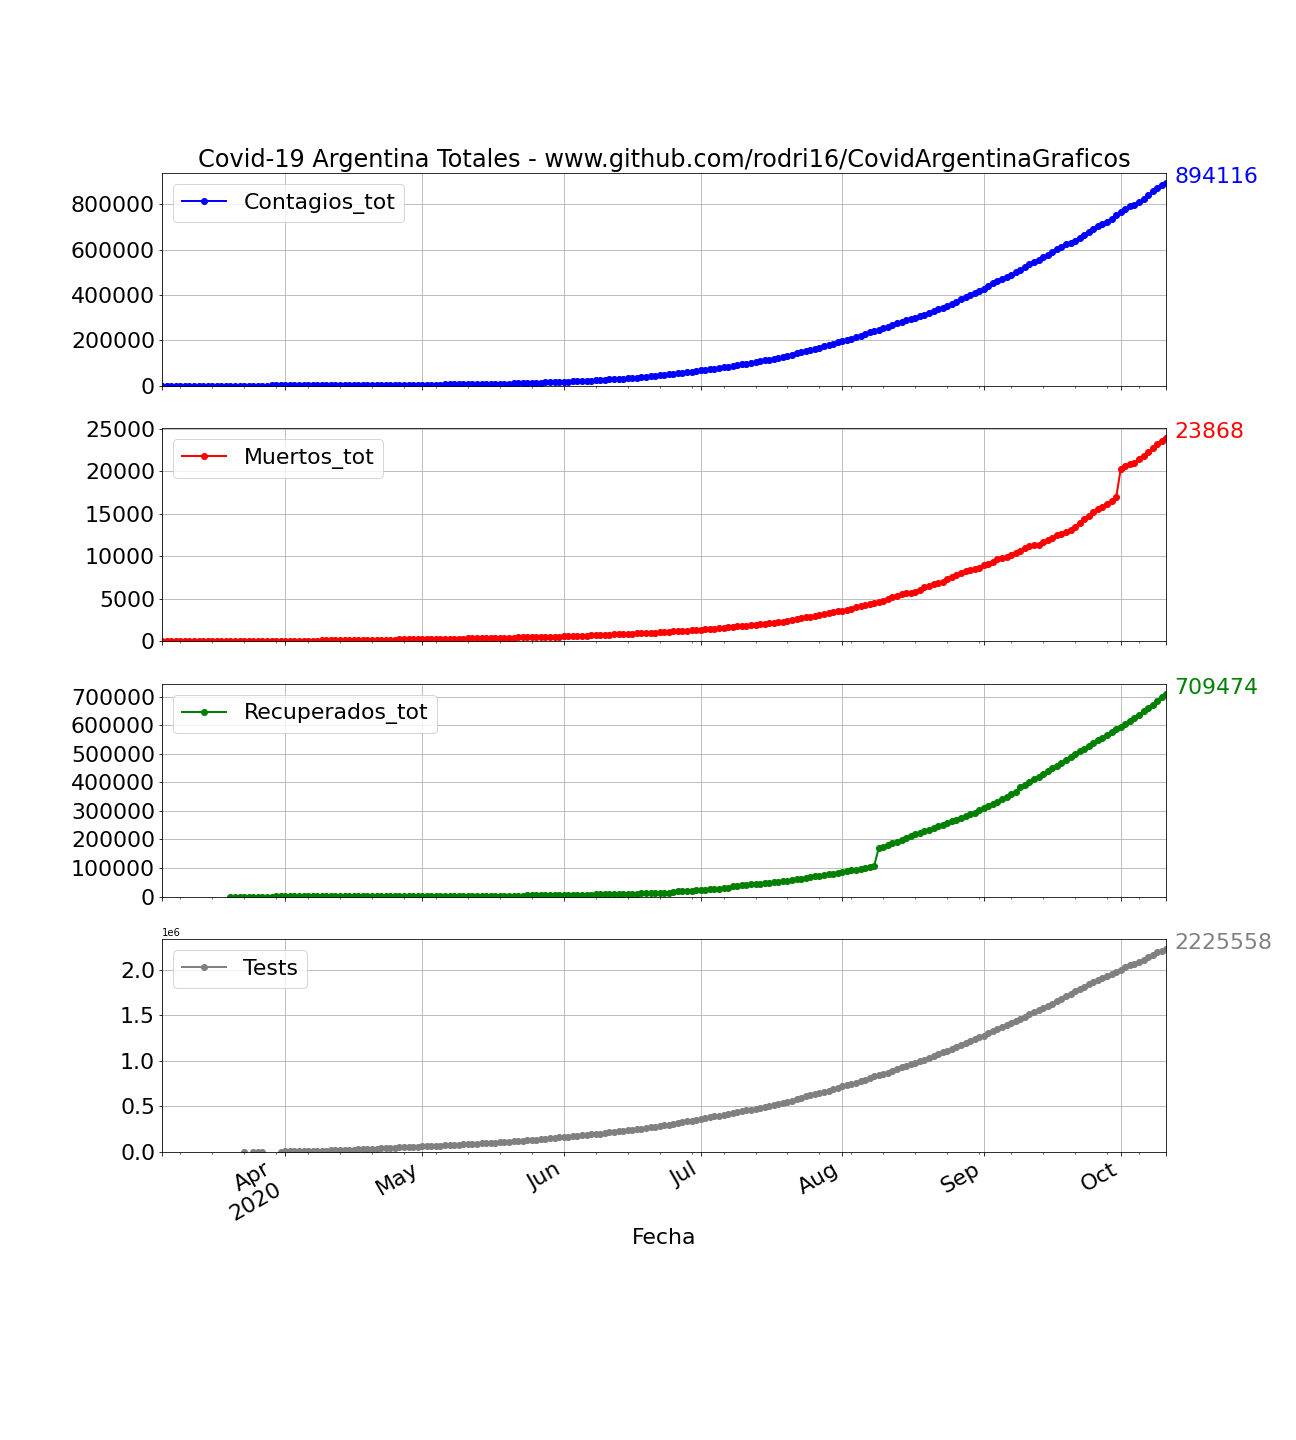 Covid-19 Argentina Totales - www.github.com/rodri16/CovidArgentinaGraficos
894116
Contagios_tot
800000
600000
400000
200000
0
23868
Muertos_tot
25000
20000
15000
10000
5000
0
709474
Recuperados_tot
700000
600000
500000
400000
300000
200000
100000
0
1e6
2225558
Tests
2.0
1.5
1.0
0.5
0.0
Apr
2020
May
Jun
Jul
Aug
Sep
Oct
Fecha